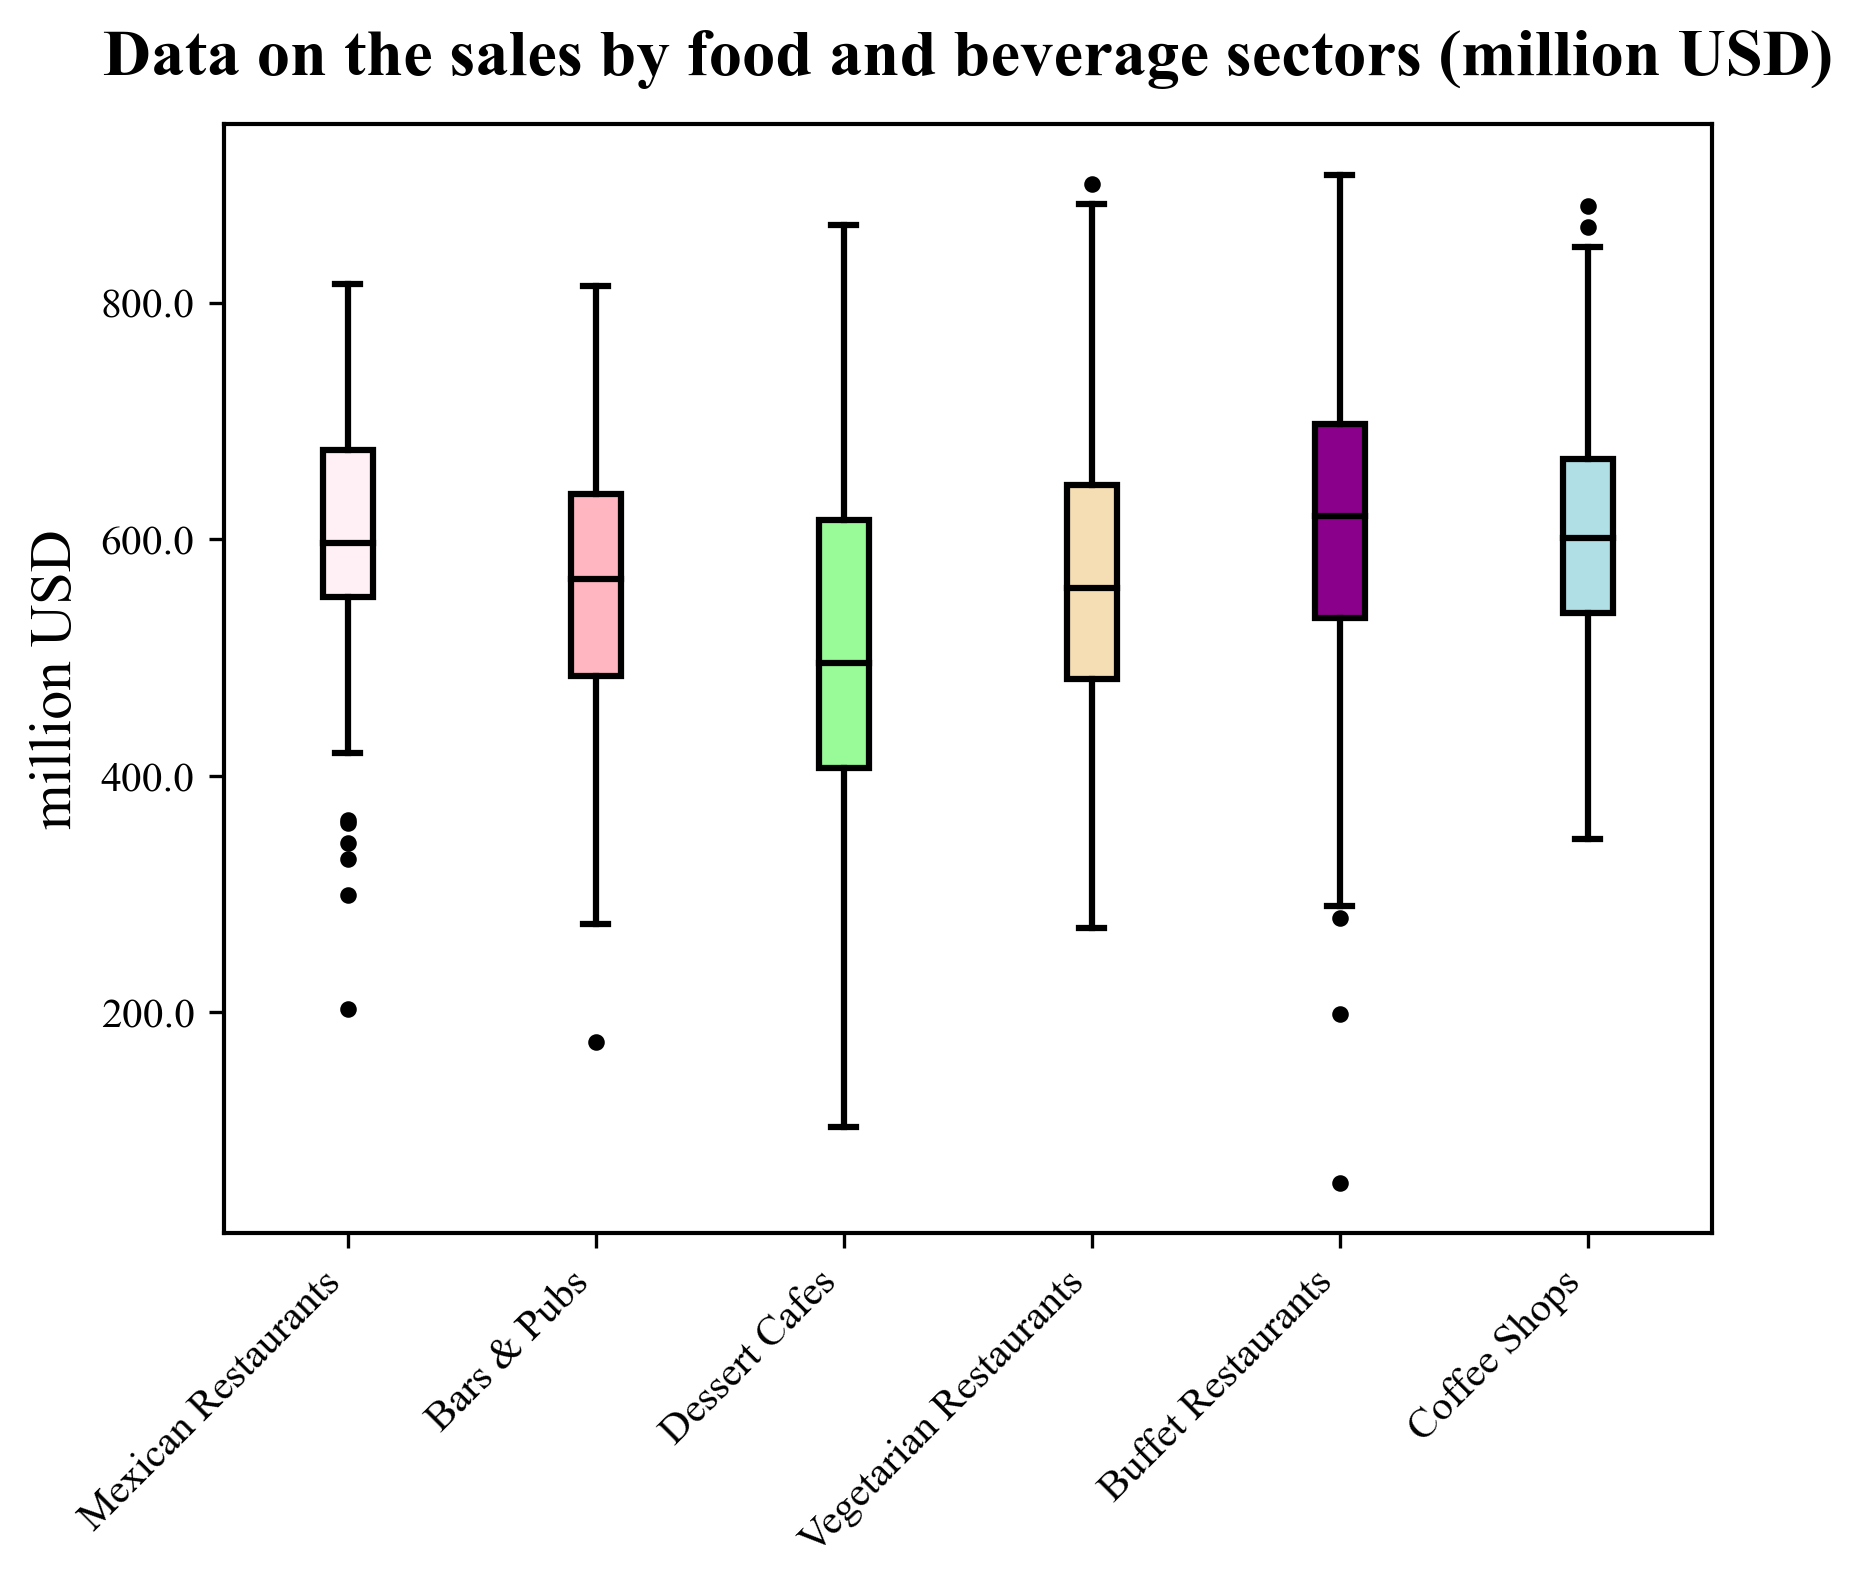 Data on the sales by food and beverage sectors (million USD)
million USD
800.0
600.0
400.0
200.0
Mexican Restaurants
Bars & Pubs
Dessert Cafes
Vegetarian Restaurants
Buffet Restaurants
Coffee Shops